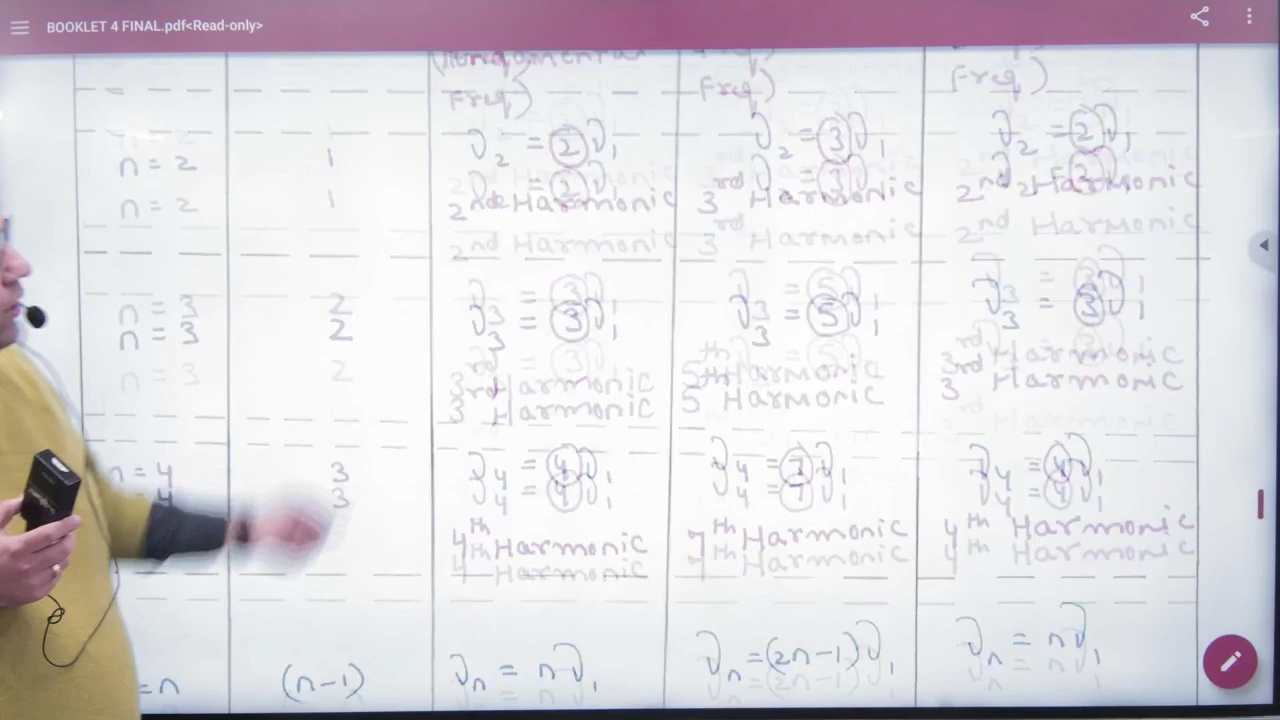 BOOKLET 4 FINAL.pdf<Read-only>
Freq) Freq) Freq)
n = 2 1 ν₂ = 2ν₁ ν₂ = 3ν₁ ν₂ = 2ν₁
2nd Harmonic 3rd Harmonic 2nd Harmonic
n = 3 2 ν₃ = 3ν₁ ν₃ = 5ν₁ ν₃ = 3ν₁
3rd Harmonic 5th Harmonic 3rd Harmonic
n = 4 3 ν₄ = 4ν₁ ν₄ = 7ν₁ ν₄ = 4ν₁
4th Harmonic 7th Harmonic 4th Harmonic
=n (n-1) νₙ = nν₁ νₙ = (2n-1)ν₁ νₙ = nν₁